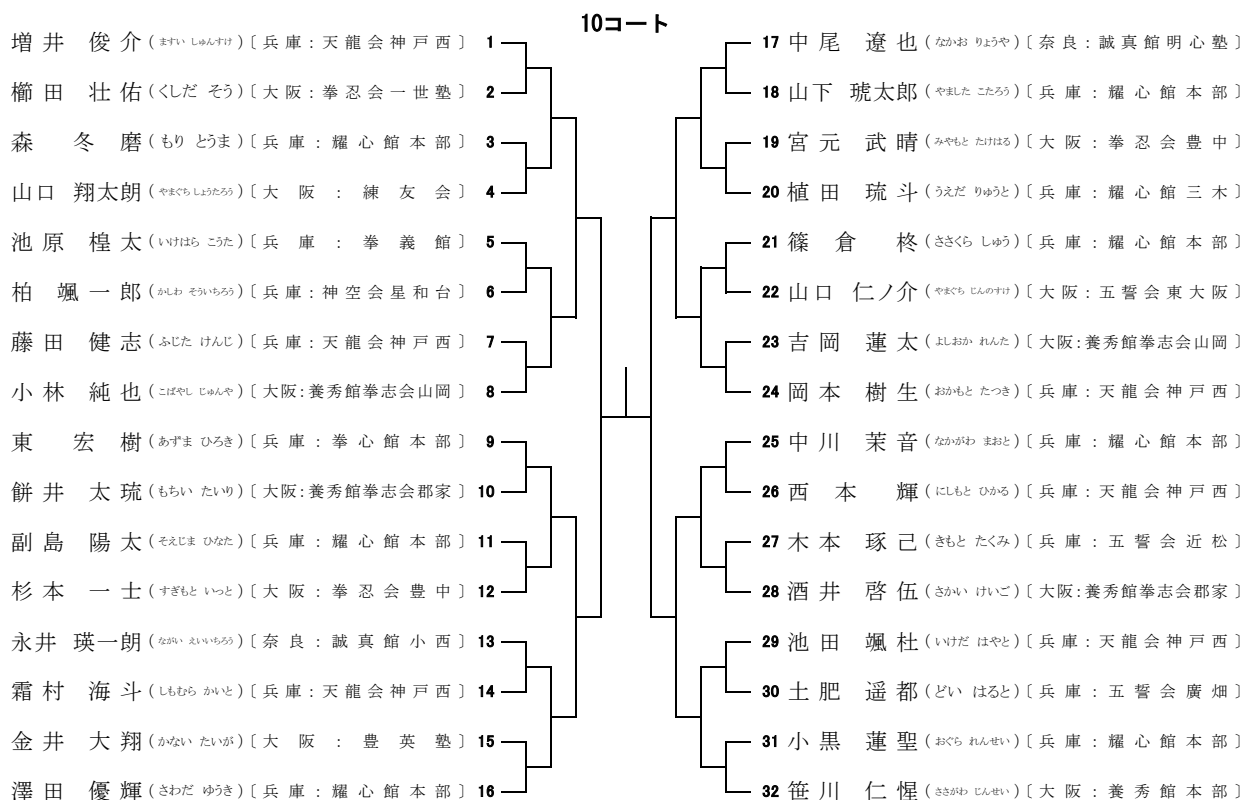 10コート
増井 俊介(ますい しゅんすけ)〔兵庫:天龍会神戸西〕 1
櫛田 壮佑(くしだ そう)〔大阪:拳忍会一世塾〕 2
森 冬磨(もり とうま)〔兵庫:耀心館本部〕 3
山口 翔太朗(やまぐち しょうたろう)〔大阪:練友会〕 4
池原 楻太(いけはら こうた)〔兵庫:拳義館〕 5
柏 颯一郎(かしわ そういちろう)〔兵庫:神空会星和台〕 6
藤田 健志(ふじた けんじ)〔兵庫:天龍会神戸西〕 7
小林 純也(こばやし じゅんや)〔大阪:養秀館拳志会山岡〕 8
東 宏樹(あずま ひろき)〔兵庫:拳心館本部〕 9
餅井 太琉(もちい たいり)〔大阪:養秀館拳志会郡家〕 10
副島 陽太(そえじま ひなた)〔兵庫:耀心館本部〕 11
杉本 一士(すぎもと いっと)〔大阪:拳忍会豊中〕 12
永井 瑛一朗(ながい えいいちろう)〔奈良:誠真館小西〕 13
霜村 海斗(しもむら かいと)〔兵庫:天龍会神戸西〕 14
金井 大翔(かない たいが)〔大阪:豊英塾〕 15
澤田 優輝(さわだ ゆうき)〔兵庫:耀心館本部〕 16
17 中尾 遼也(なかお りょうや)〔奈良:誠真館明心塾〕
18 山下 琥太郎(やました こたろう)〔兵庫:耀心館本部〕
19 宮元 武晴(みやもと たけはる)〔大阪:拳忍会豊中〕
20 植田 琉斗(うえだ りゅうと)〔兵庫:耀心館三木〕
21 篠倉 柊(ささくら しゅう)〔兵庫:耀心館本部〕
22 山口 仁ノ介(やまぐち じんのすけ)〔大阪:五誓会東大阪〕
23 吉岡 蓮太(よしおか れんた)〔大阪:養秀館拳志会山岡〕
24 岡本 樹生(おかもと たつき)〔兵庫:天龍会神戸西〕
25 中川 茉音(なかがわ まおと)〔兵庫:耀心館本部〕
26 西本 輝(にしもと ひかる)〔兵庫:天龍会神戸西〕
27 木本 琢己(きもと たくみ)〔兵庫:五誓会近松〕
28 酒井 啓伍(さかい けいご)〔大阪:養秀館拳志会郡家〕
29 池田 颯杜(いけだ はやと)〔兵庫:天龍会神戸西〕
30 土肥 遥都(どい はると)〔兵庫:五誓会廣畑〕
31 小黒 蓮聖(おぐら れんせい)〔兵庫:耀心館本部〕
32 笹川 仁惺(ささがわ じんせい)〔大阪:養秀館本部〕